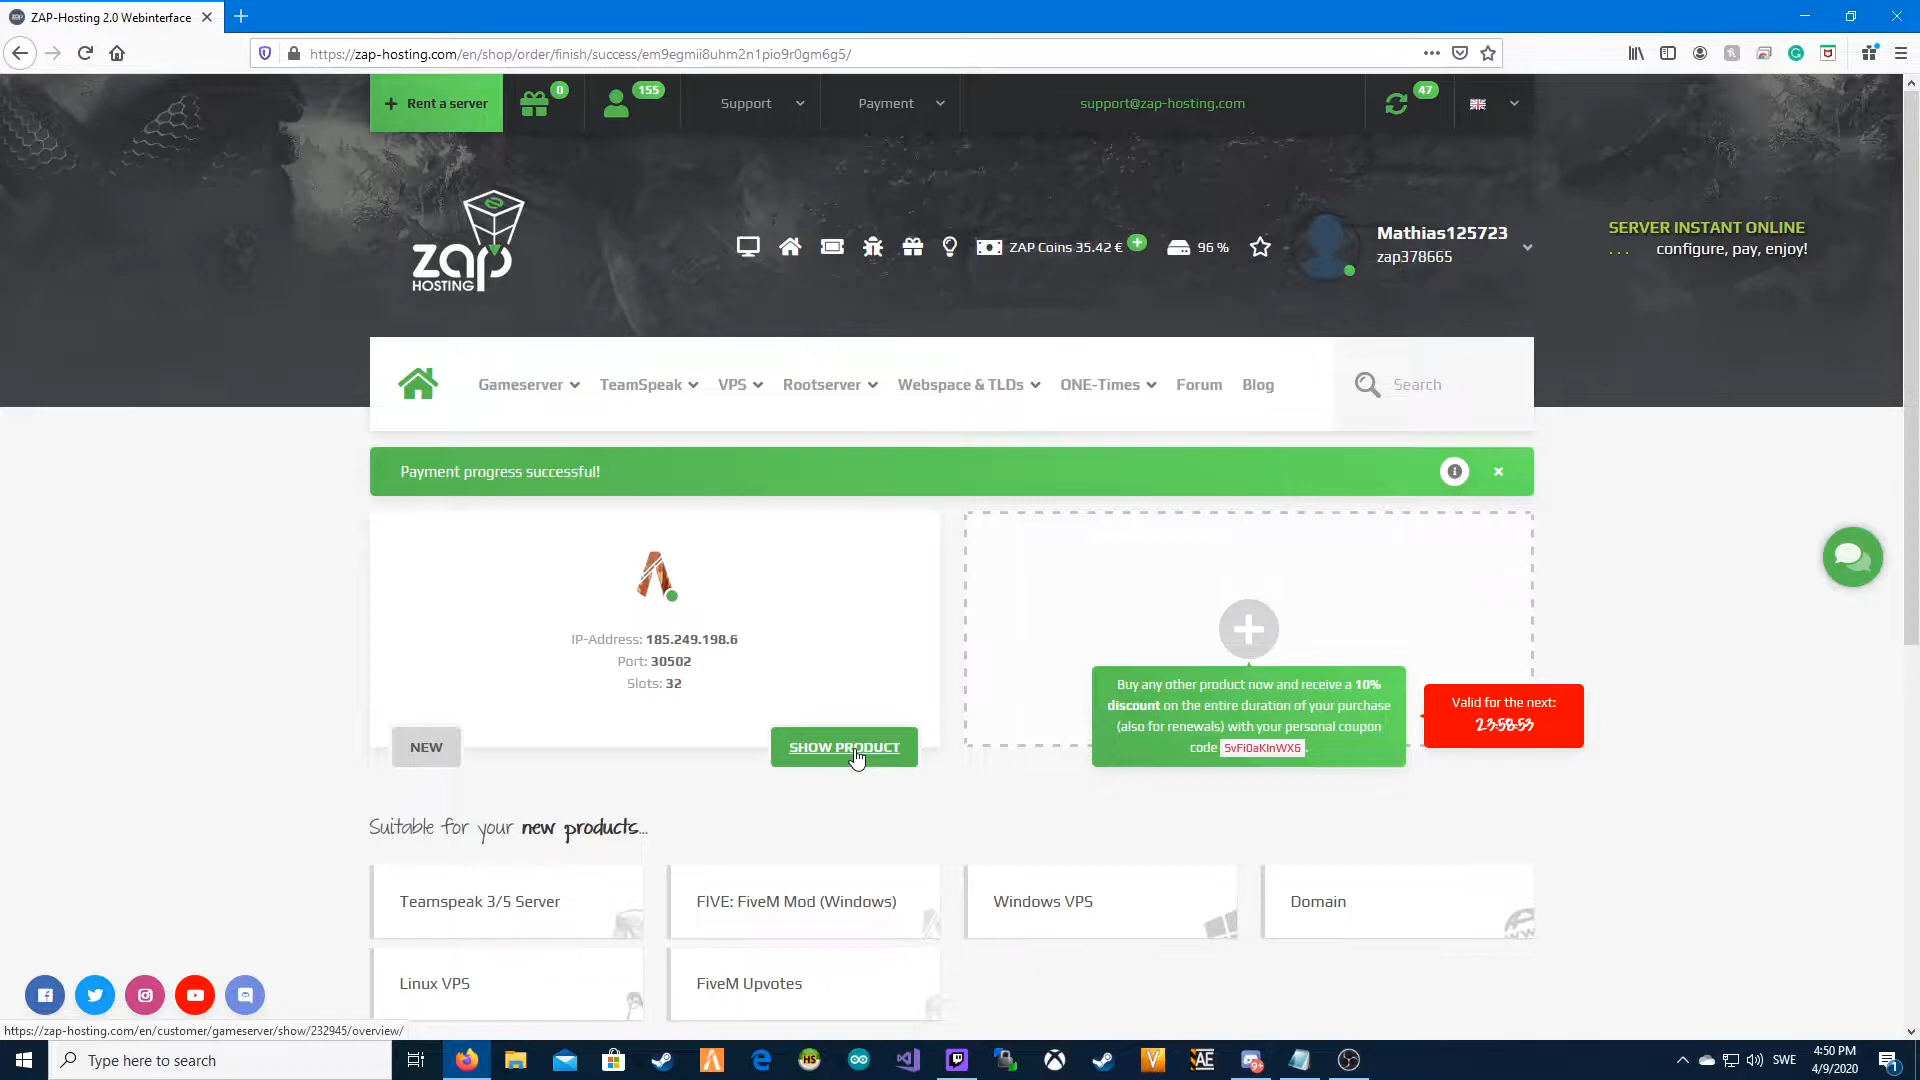 ZAP-Hosting 2.0 Webinterface
https://zap-hosting.com/en/shop/order/finish/success/em9egmii8uhm2n1pio9r0gm6g5/
+ Rent a server
0
155
Support
Payment
support@zap-hosting.com
47
zap
HOSTING
ZAP Coins 35.42 €
96 %
Mathias125723
zap378665
SERVER INSTANT ONLINE
... configure, pay, enjoy!
Gameserver
TeamSpeak
VPS
Rootserver
Webspace & TLDs
ONE-Times
Forum
Blog
Search
Payment progress successful!
IP-Address: 185.249.198.6
Port: 30502
Slots: 32
NEW
SHOW PRODUCT
Buy any other product now and receive a 10%
discount on the entire duration of your purchase
(also for renewals) with your personal coupon
code SvFi0aKInWX6.
Valid for the next:
23:58:53
Suitable for your new products...
Teamspeak 3/5 Server
FIVE: FiveM Mod (Windows)
Windows VPS
Domain
Linux VPS
FiveM Upvotes
https://zap-hosting.com/en/customer/gameserver/show/232945/overview/
Type here to search
SWE
4:50 PM
4/9/2020
1